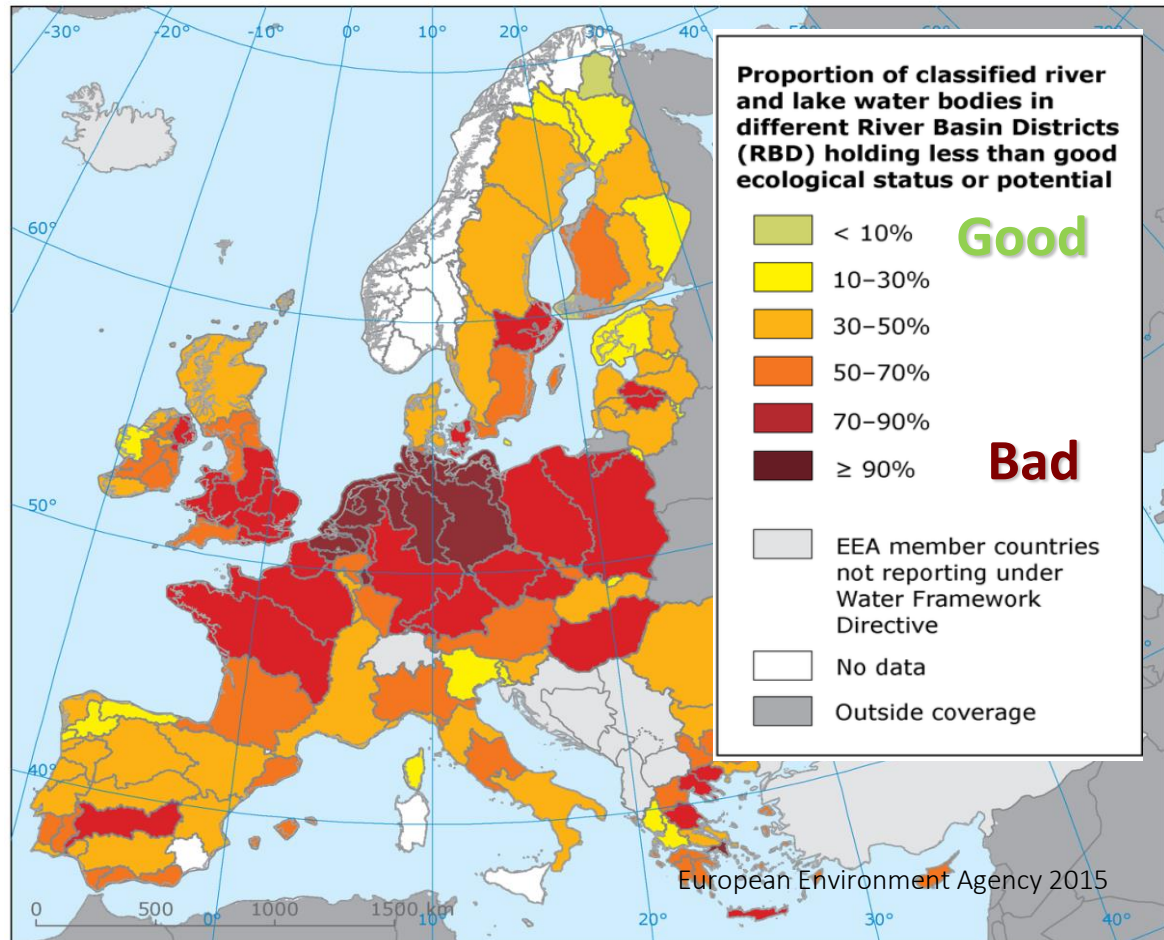 -30°
-20°
-10°
0°
10°
20°
30°
40°
50°
60°
70°
60°
50°
40°
Proportion of classified river
and lake water bodies in
different River Basin Districts
(RBD) holding less than good
ecological status or potential
< 10%
Good
10–30%
30–50%
50–70%
70–90%
≥ 90%
Bad
EEA member countries
not reporting under
Water Framework
Directive
No data
Outside coverage
European Environment Agency 2015
0 500 1000 1500 km
0°
10°
20°
30°
40°